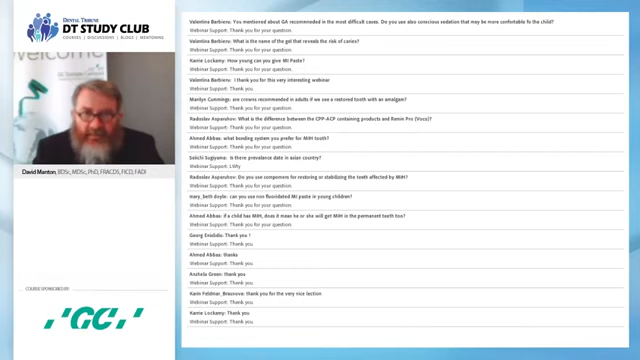 DENTAL TRIBUNE
DT STUDY CLUB
COURSES | DISCUSSIONS | BLOGS | MENTORING
welcome
David Manton, BDSc, MDSc, PhD, FRACDS, FICD, FADI
COURSE SPONSORED BY
GC
Valentina Barbieru: You mentioned about GA recommended in the most difficult cases. Do you use also conscious sedation that may be more comfortable fo the child?
Webinar Support: Thank you for your question.
Valentina Barbieru: What is the name of the gel that reveals the risk of caries?
Webinar Support: Thank you for your question.
Karrie Lockamy: How young can you give MI Paste?
Webinar Support: Thank you for your question.
Valentina Barbieru: I thank you for this very interesting webinar
Webinar Support: Thank you.
Marilyn Cummings: are crowns recommended in adults if we see a restored tooth with an amalgam?
Webinar Support: Thank you for your question.
Radoslav Asparuhov: What is the difference between the CPP-ACP containing products and Remin Pro (Voco)?
Webinar Support: Thank you for your question.
Ahmed Abbas: what bonding system you prefer for MIH tooth?
Webinar Support: Thank you for your question.
Seiichi Sugiyama: is there prevalance date in asian country?
Webinar Support:
Radoslav Asparuhov: Do you use compomers for restoring or stabilizing the teeth affected by MIH?
Webinar Support: Thank you for your question.
mary_beth doyle: can you use non fluoridated MI paste in young children?
Webinar Support: Thank you for your question
Ahmed Abbas: if a child has MIH, does it mean he or she will get MIH in the permanent teeth too?
Webinar Support: Thank you for your question.
Georg Thank you !
Webinar Support: Thank you.
Ahmed Abbas: thanks
Webinar Support: Thank you.
Anzhela Green: thank you
Webinar Support: Thank you.
Karin thank you for the very nice lection
Webinar Support: Thank you.
Karrie Lockamy: Thank you
Webinar Support: Thank you.